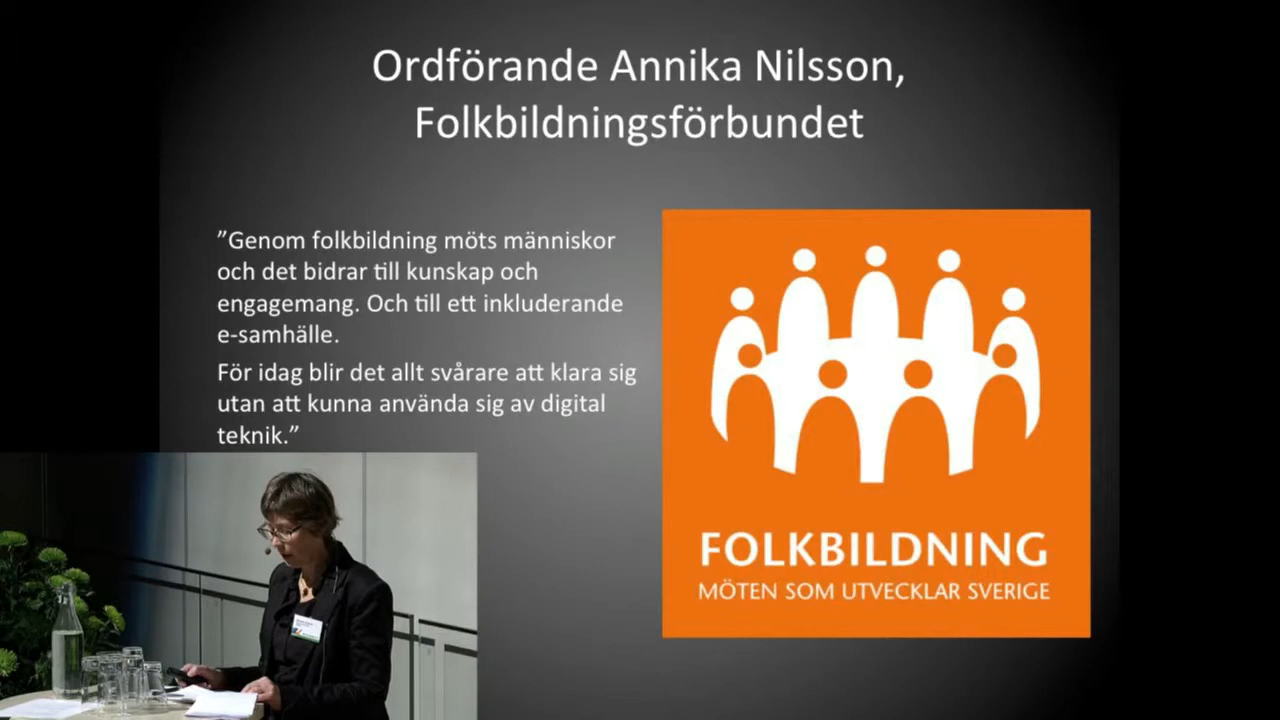 Ordförande Annika Nilsson,
Folkbildningsförbundet
”Genom folkbildning möts människor
och det bidrar till kunskap och
engagemang. Och till ett inkluderande
e-samhälle.
För idag blir det allt svårare att klara sig
utan att kunna använda sig av digital
teknik.”
FOLKBILDNING
MÖTEN SOM UTVECKLAR SVERIGE